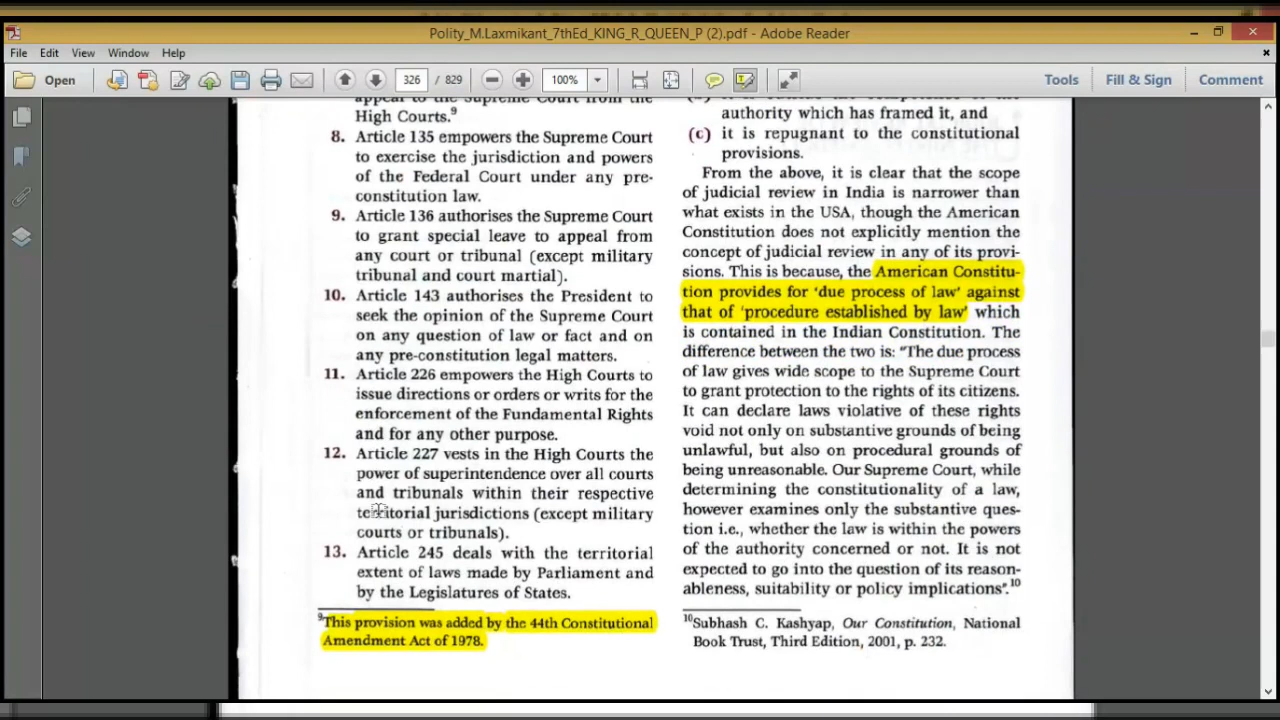 Polity_M.Laxmikant_7thEd_KING_R_QUEEN_P (2).pdf - Adobe Reader
File Edit View Window Help
Open 326 / 829 100% Tools Fill & Sign Comment
appeal to the Supreme Court from the
High Courts.⁹
8. Article 135 empowers the Supreme Court
to exercise the jurisdiction and powers
of the Federal Court under any pre-
constitution law.
9. Article 136 authorises the Supreme Court
to grant special leave to appeal from
any court or tribunal (except military
tribunal and court martial).
10. Article 143 authorises the President to
seek the opinion of the Supreme Court
on any question of law or fact and on
any pre-constitution legal matters.
11. Article 226 empowers the High Courts to
issue directions or orders or writs for the
enforcement of the Fundamental Rights
and for any other purpose.
12. Article 227 vests in the High Courts the
power of superintendence over all courts
and tribunals within their respective
territorial jurisdictions (except military
courts or tribunals).
13. Article 245 deals with the territorial
extent of laws made by Parliament and
by the Legislatures of States.
⁹This provision was added by the 44th Constitutional
Amendment Act of 1978.
authority which has framed it, and
(c) it is repugnant to the constitutional
provisions.
From the above, it is clear that the scope
of judicial review in India is narrower than
what exists in the USA, though the American
Constitution does not explicitly mention the
concept of judicial review in any of its provi-
sions. This is because, the American Constitu-
tion provides for 'due process of law' against
that of 'procedure established by law' which
is contained in the Indian Constitution. The
difference between the two is: "The due process
of law gives wide scope to the Supreme Court
to grant protection to the rights of its citizens.
It can declare laws violative of these rights
void not only on substantive grounds of being
unlawful, but also on procedural grounds of
being unreasonable. Our Supreme Court, while
determining the constitutionality of a law,
however examines only the substantive ques-
tion i.e., whether the law is within the powers
of the authority concerned or not. It is not
expected to go into the question of its reason-
ableness, suitability or policy implications".¹⁰
¹⁰Subhash C. Kashyap, Our Constitution, National
Book Trust, Third Edition, 2001, p. 232.